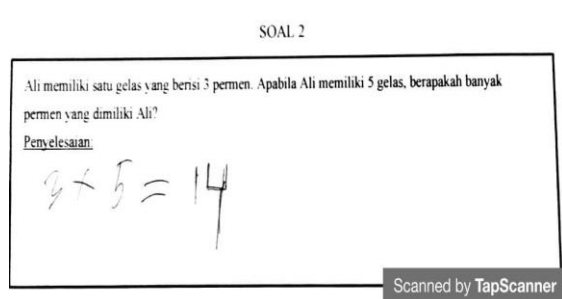 SOAL 2
Ali memiliki satu gelas yang berisi 3 permen. Apabila Ali memiliki 5 gelas, berapakah banyak
permen yang dimiliki Ali?
Penyelesaian:
3 × 5 = 14
Scanned by TapScanner